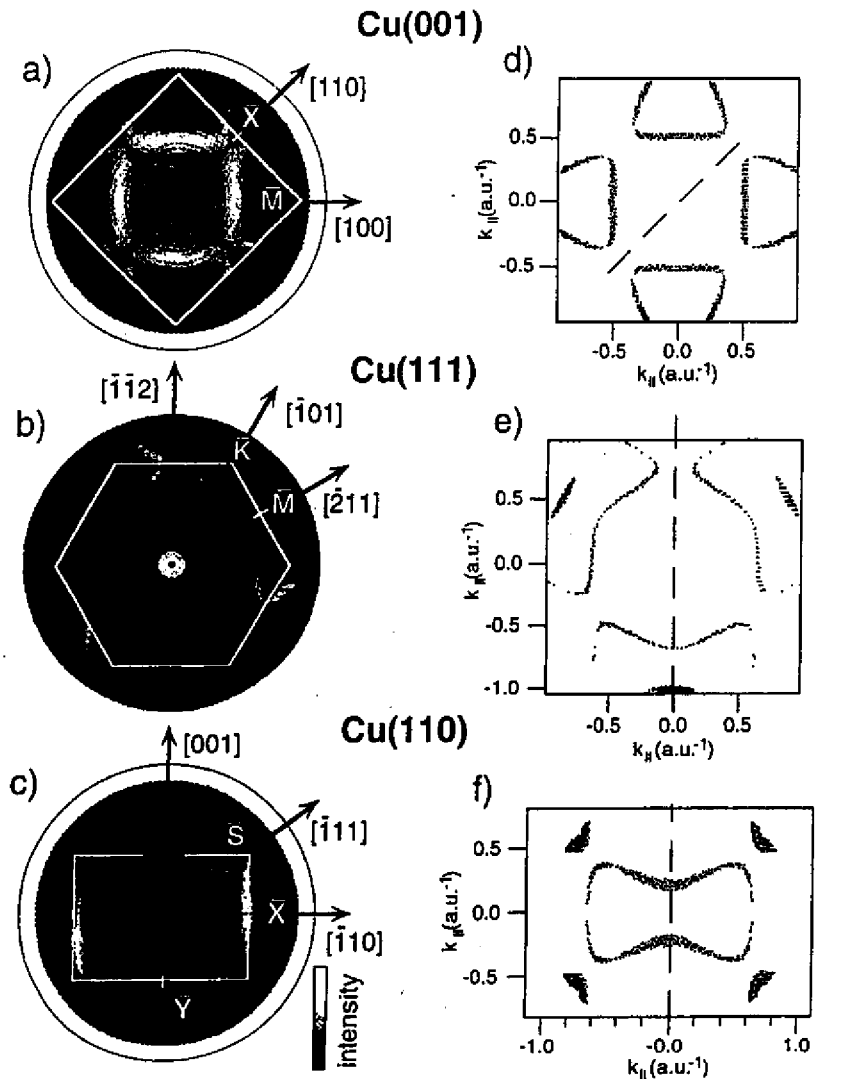 Cu(001)
a)
[110]
X̄
M̄
[100]
d)
k||(a.u.-1)
0.5
0.0
-0.5
-0.5 0.0 0.5
k||(a.u.-1)
Cu(111)
[1̄1̄2]
b)
[1̄01]
K̄
M̄
[2̄11]
e)
k||(a.u.-1)
0.5
0.0
-0.5
-1.0
-0.5 0.0 0.5
k||(a.u.-1)
Cu(110)
[001]
c)
[1̄11]
S̄
X̄
[1̄10]
Ȳ
intensity
f)
k||(a.u.-1)
0.5
0.0
-0.5
-1.0 -0.0 1.0
k||(a.u.-1)